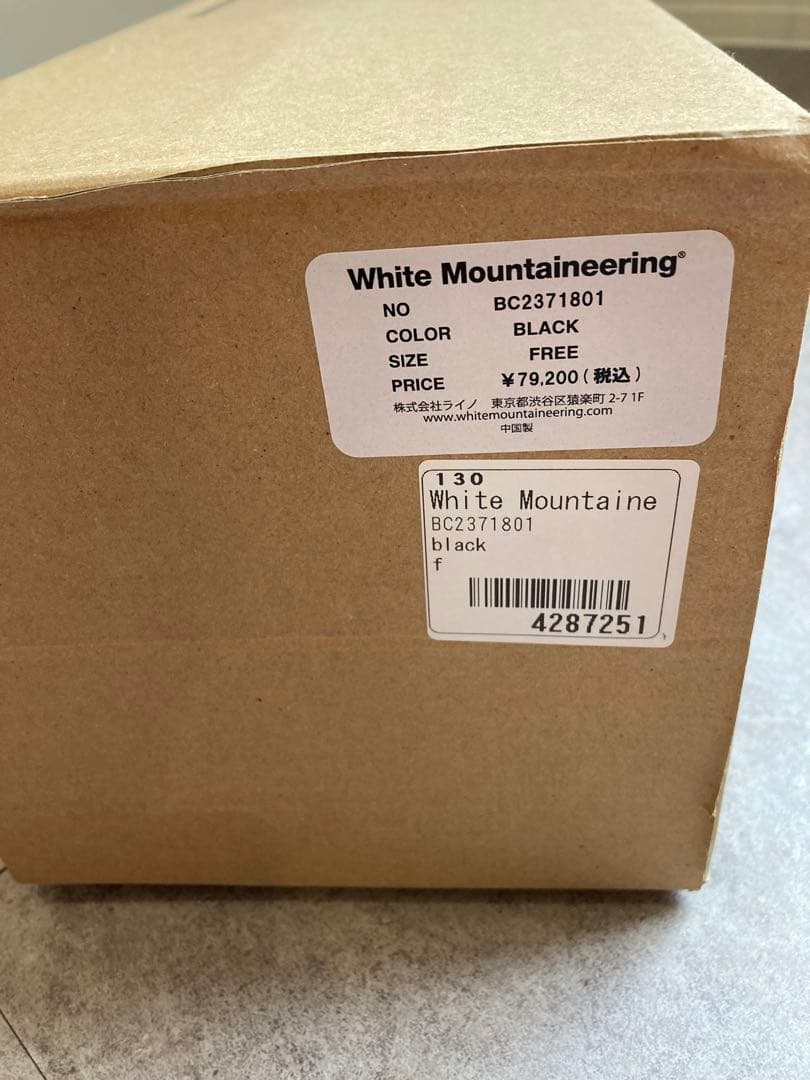 White Mountaineering®
NO BC2371801
COLOR BLACK
SIZE FREE
PRICE ¥79,200(税込)
株式会社ライノ 東京都渋谷区猿楽町 2-7 1F
www.whitemountaineering.com
中国製
130
White Mountaine
BC2371801
black
f
4287251